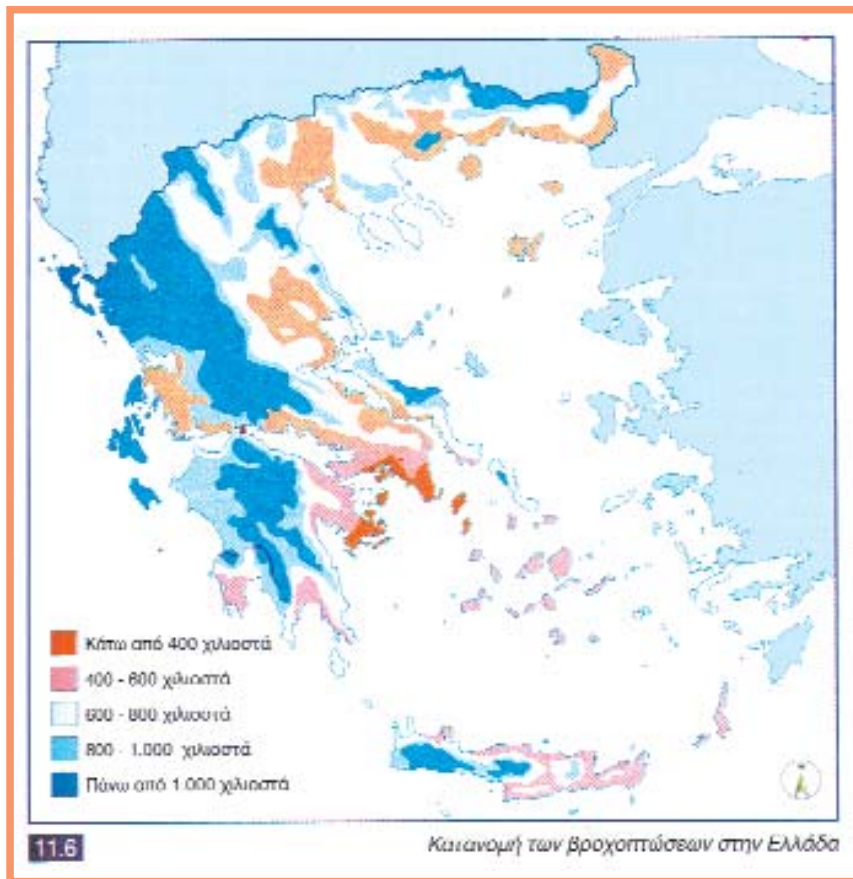 Κάτω από 400 χιλιοστά
400 - 600 χιλιοστά
600 - 800 χιλιοστά
800 - 1.000 χιλιοστά
Πάνω από 1.000 χιλιοστά
11.6
Κατανομή των βροχοπτώσεων στην Ελλάδα